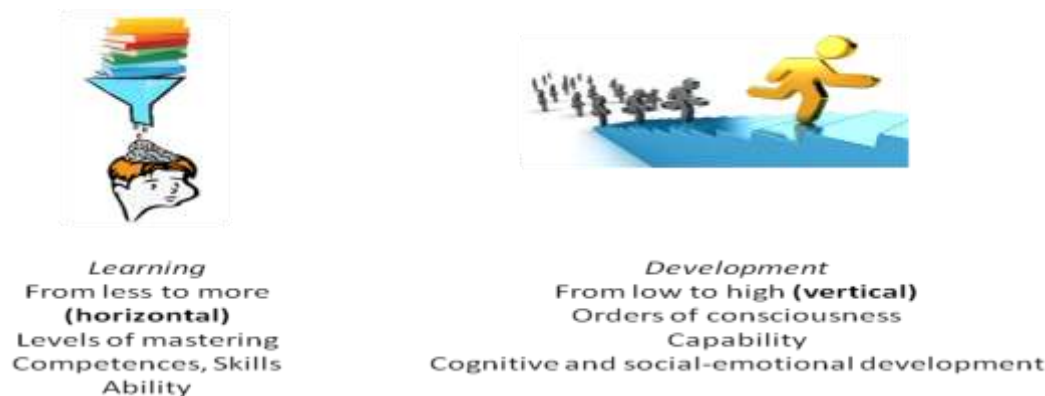 Learning
From less to more
(horizontal)
Levels of mastering
Competences, Skills
Ability
Development
From low to high (vertical)
Orders of consciousness
Capability
Cognitive and social-emotional development